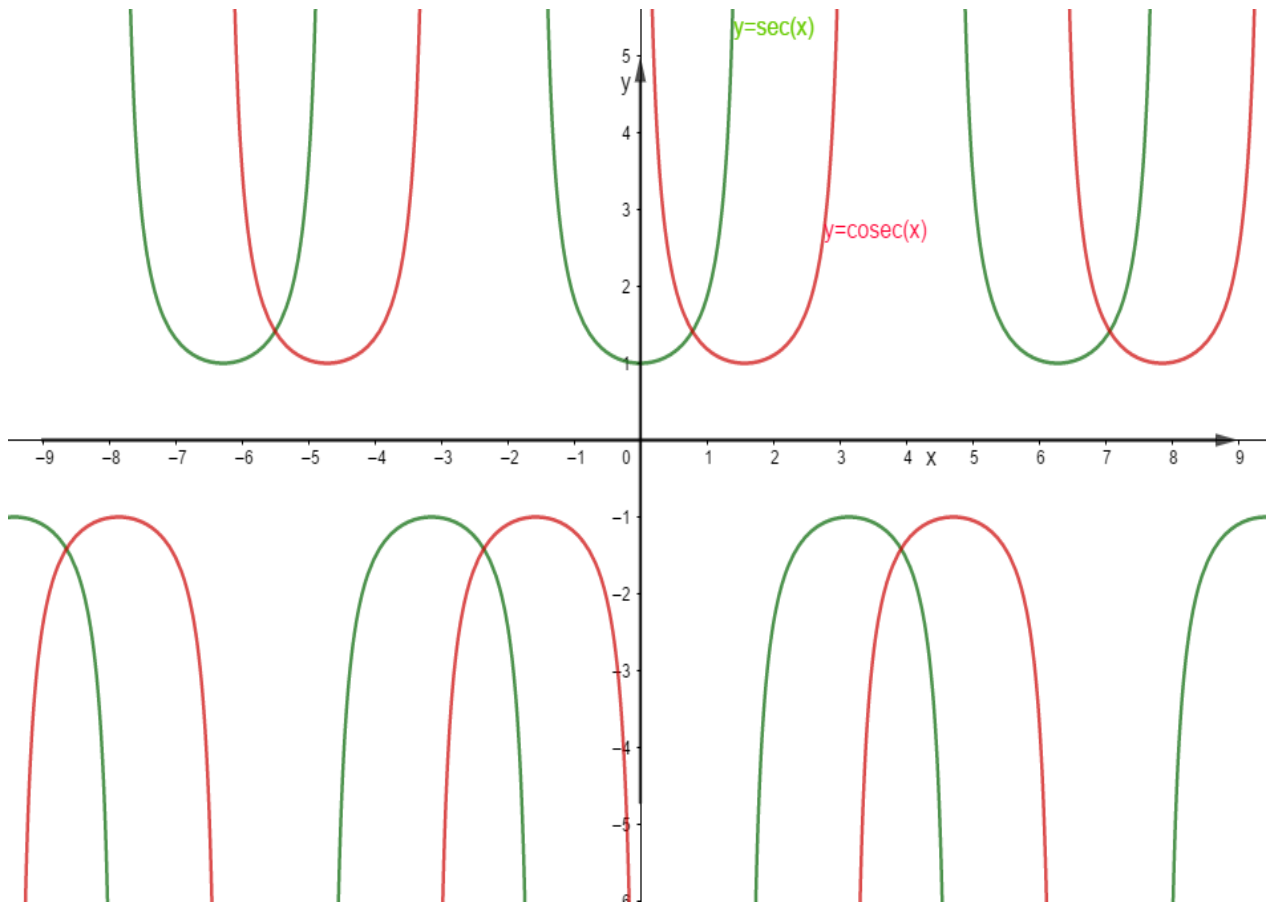 y=sec(x)
5
y
4
3
y=cosec(x)
2
1
–9 –8 –7 –6 –5 –4 –3 –2 –1 0 1 2 3 4 x 5 6 7 8 9
–1
–2
–3
–4
–5